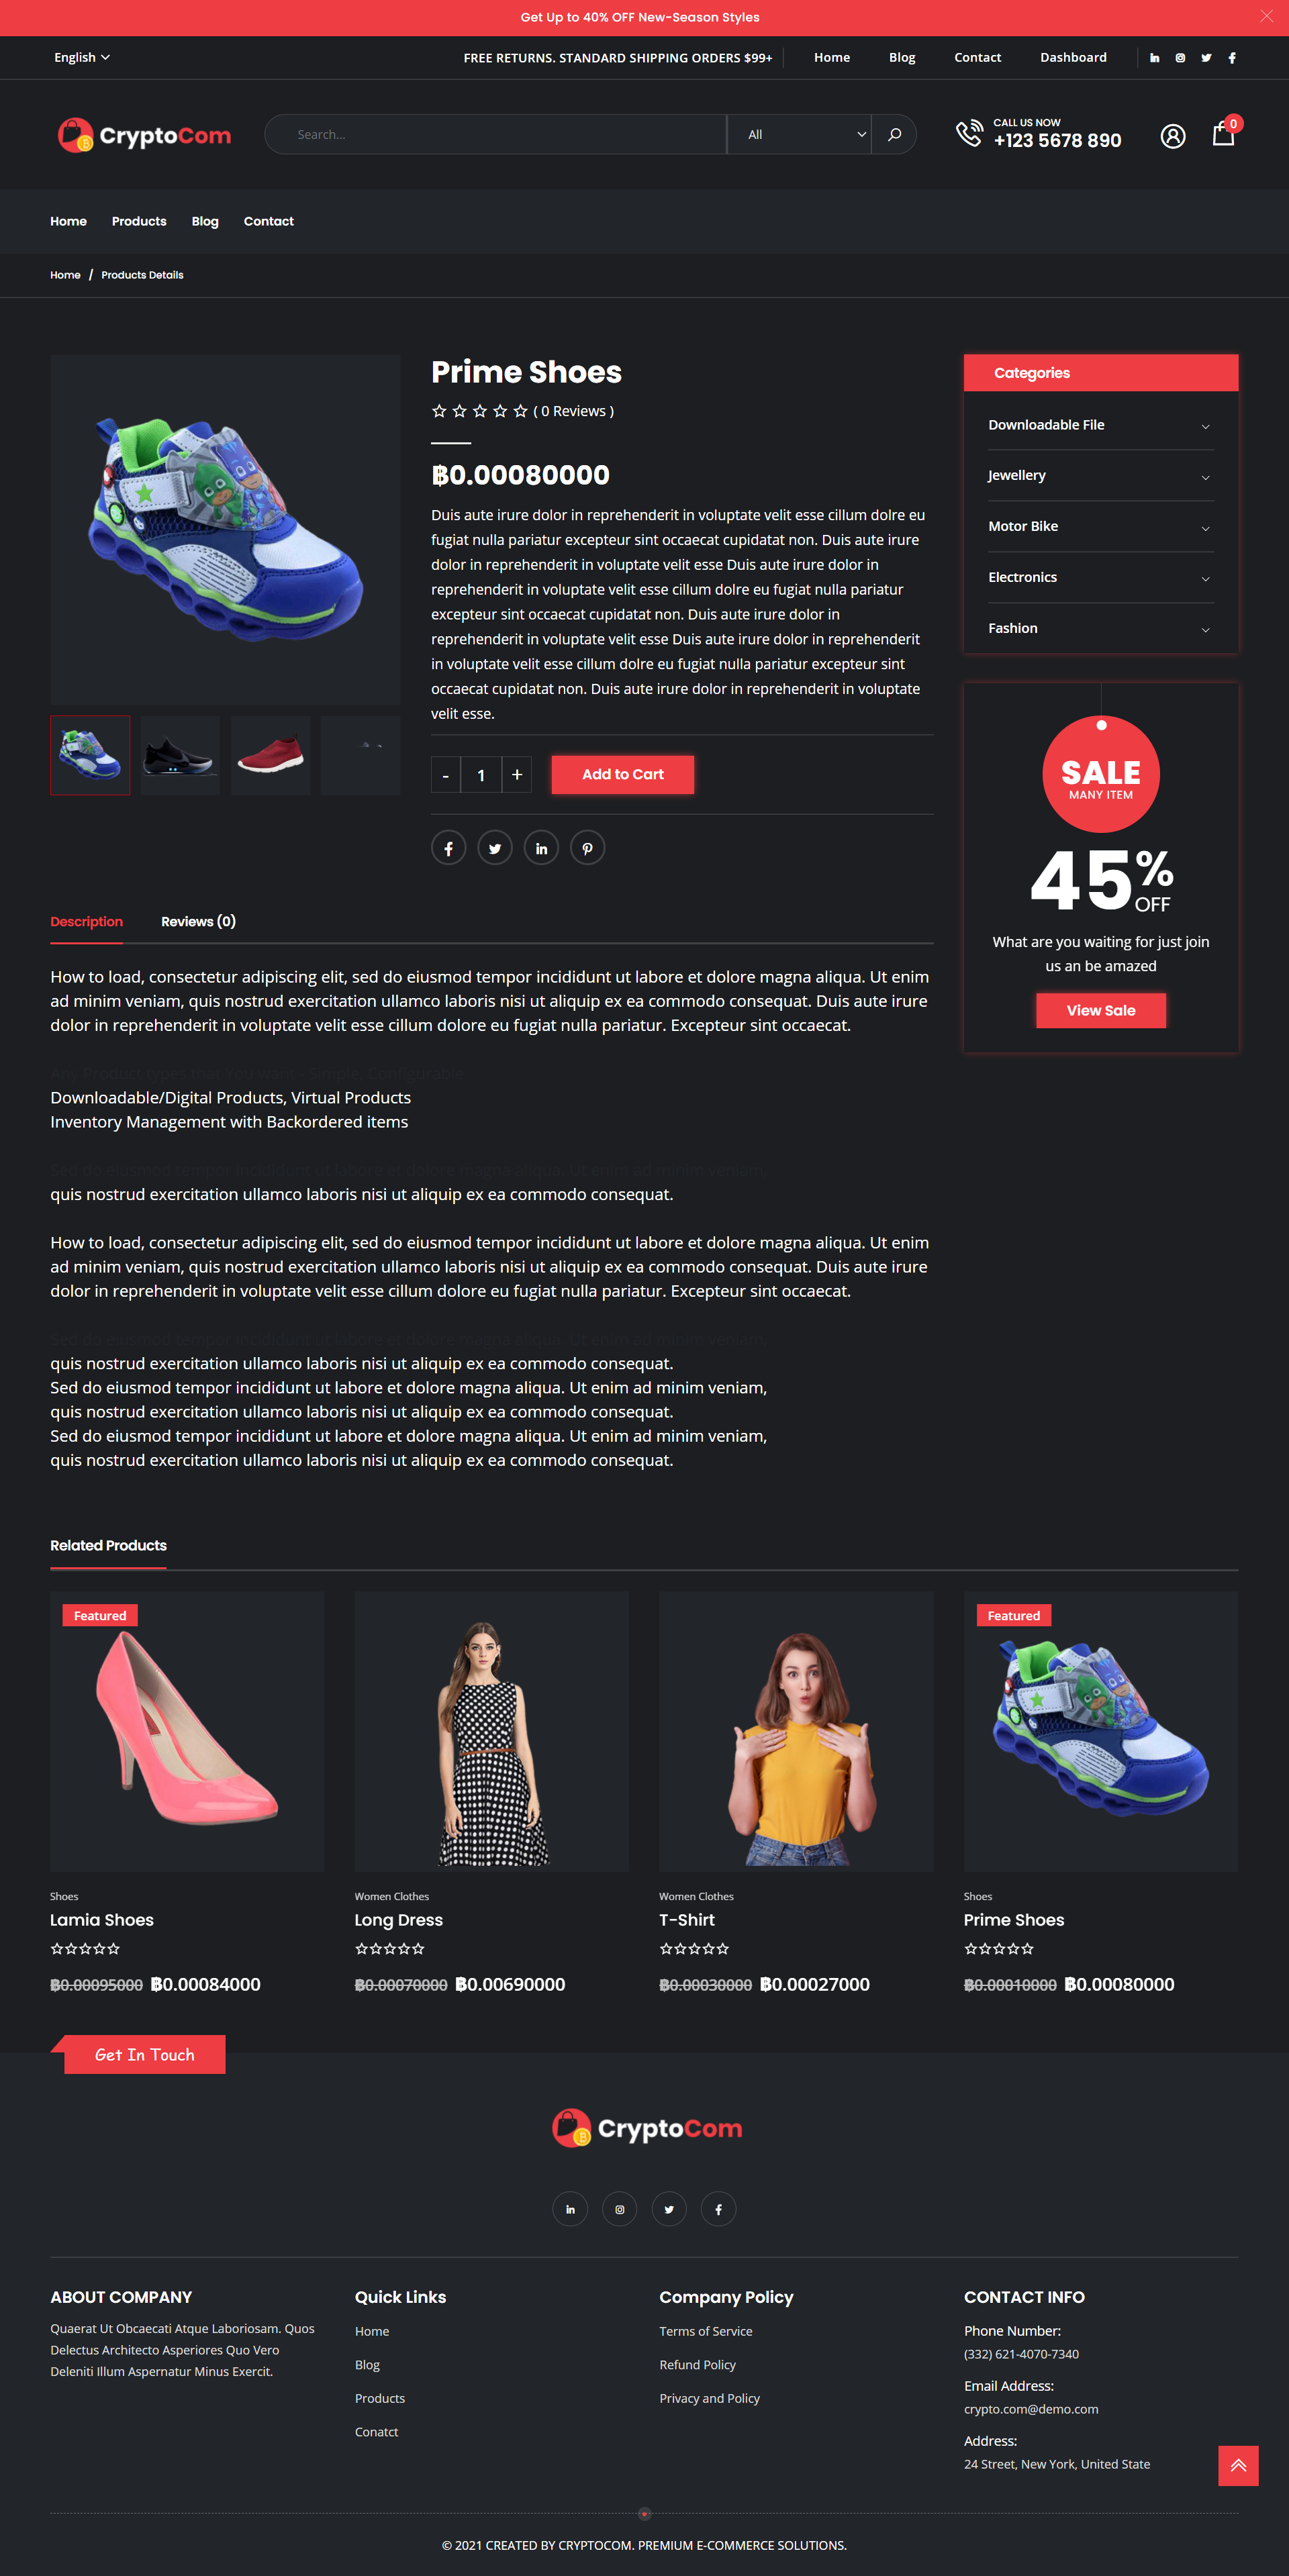 Get Up to 40% OFF New-Season Styles
English
FREE RETURNS. STANDARD SHIPPING ORDERS $99+
Home
Blog
Contact
Dashboard
CryptoCom
Search...
All
CALL US NOW
+123 5678 890
0
Home
Products
Blog
Contact
Home / Products Details
Prime Shoes
( 0 Reviews )
฿0.00080000
Duis aute irure dolor in reprehenderit in voluptate velit esse cillum dolre eu
fugiat nulla pariatur excepteur sint occaecat cupidatat non. Duis aute irure
dolor in reprehenderit in voluptate velit esse Duis aute irure dolor in
reprehenderit in voluptate velit esse cillum dolre eu fugiat nulla pariatur
excepteur sint occaecat cupidatat non. Duis aute irure dolor in
reprehenderit in voluptate velit esse Duis aute irure dolor in reprehenderit
in voluptate velit esse cillum dolre eu fugiat nulla pariatur excepteur sint
occaecat cupidatat non. Duis aute irure dolor in reprehenderit in voluptate
velit esse.
- 1 +
Add to Cart
Categories
Downloadable File
Jewellery
Motor Bike
Electronics
Fashion
SALE
MANY ITEM
45%
OFF
What are you waiting for just join
us an be amazed
View Sale
Description
Reviews (0)
How to load, consectetur adipiscing elit, sed do eiusmod tempor incididunt ut labore et dolore magna aliqua. Ut enim
ad minim veniam, quis nostrud exercitation ullamco laboris nisi ut aliquip ex ea commodo consequat. Duis aute irure
dolor in reprehenderit in voluptate velit esse cillum dolore eu fugiat nulla pariatur. Excepteur sint occaecat.
Any Product types that You want - Simple, Configurable
Downloadable/Digital Products, Virtual Products
Inventory Management with Backordered items
Sed do eiusmod tempor incididunt ut labore et dolore magna aliqua. Ut enim ad minim veniam,
quis nostrud exercitation ullamco laboris nisi ut aliquip ex ea commodo consequat.
How to load, consectetur adipiscing elit, sed do eiusmod tempor incididunt ut labore et dolore magna aliqua. Ut enim
ad minim veniam, quis nostrud exercitation ullamco laboris nisi ut aliquip ex ea commodo consequat. Duis aute irure
dolor in reprehenderit in voluptate velit esse cillum dolore eu fugiat nulla pariatur. Excepteur sint occaecat.
Sed do eiusmod tempor incididunt ut labore et dolore magna aliqua. Ut enim ad minim veniam,
quis nostrud exercitation ullamco laboris nisi ut aliquip ex ea commodo consequat.
Sed do eiusmod tempor incididunt ut labore et dolore magna aliqua. Ut enim ad minim veniam,
quis nostrud exercitation ullamco laboris nisi ut aliquip ex ea commodo consequat.
Sed do eiusmod tempor incididunt ut labore et dolore magna aliqua. Ut enim ad minim veniam,
quis nostrud exercitation ullamco laboris nisi ut aliquip ex ea commodo consequat.
Related Products
Featured
Shoes
Lamia Shoes
฿0.00095000 ฿0.00084000
Women Clothes
Long Dress
฿0.00070000 ฿0.00690000
Women Clothes
T-Shirt
฿0.00030000 ฿0.00027000
Featured
Shoes
Prime Shoes
฿0.00010000 ฿0.00080000
Get In Touch
CryptoCom
ABOUT COMPANY
Quaerat Ut Obcaecati Atque Laboriosam. Quos
Delectus Architecto Asperiores Quo Vero
Deleniti Illum Aspernatur Minus Exercit.
Quick Links
Home
Blog
Products
Conatct
Company Policy
Terms of Service
Refund Policy
Privacy and Policy
CONTACT INFO
Phone Number:
(332) 621-4070-7340
Email Address:
crypto.com@demo.com
Address:
24 Street, New York, United State
© 2021 CREATED BY CRYPTOCOM. PREMIUM E-COMMERCE SOLUTIONS.